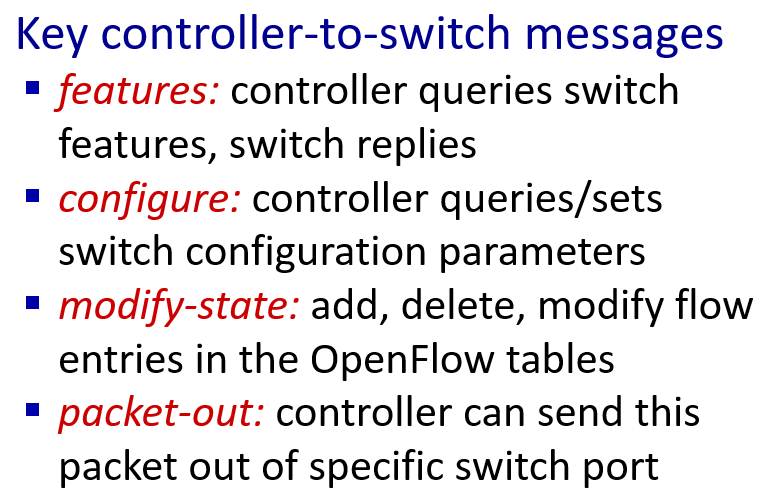 Key controller-to-switch messages
▪ features: controller queries switch
features, switch replies
▪ configure: controller queries/sets
switch configuration parameters
▪ modify-state: add, delete, modify flow
entries in the OpenFlow tables
▪ packet-out: controller can send this
packet out of specific switch port